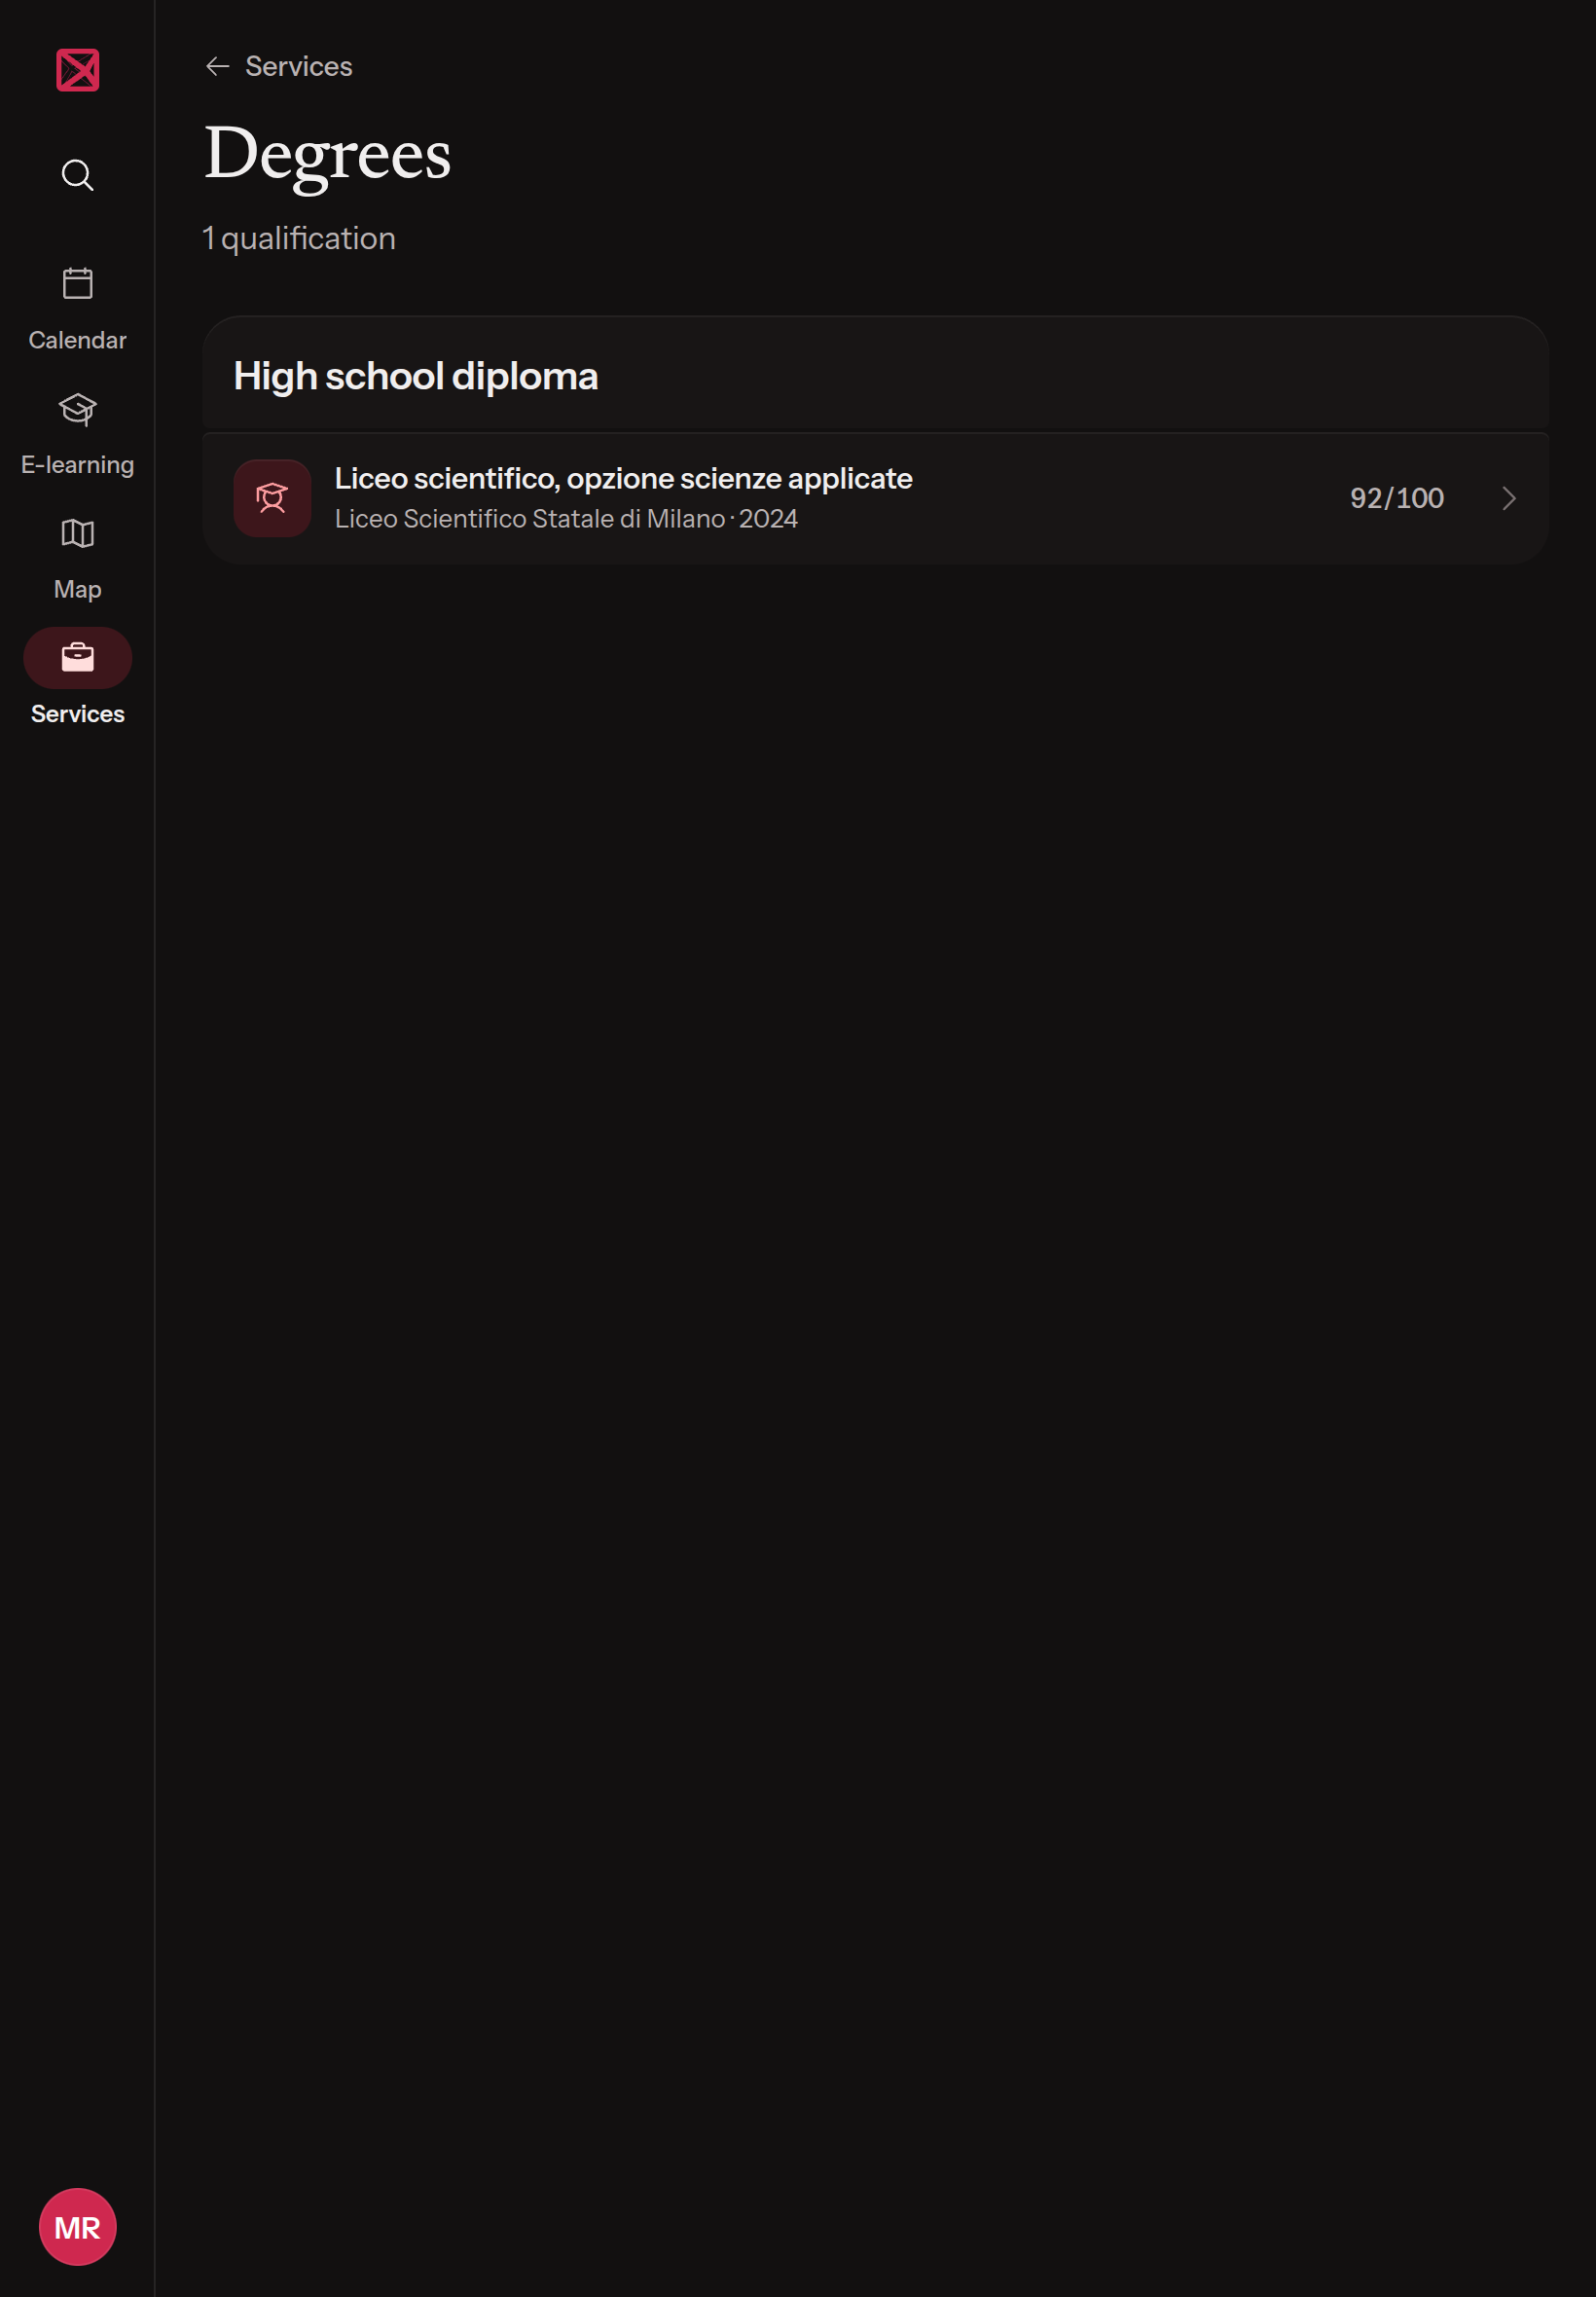 Services
Degrees
1 qualification
Calendar
High school diploma
E-learning
Liceo scientifico, opzione scienze applicate
92/100
Liceo Scientifico Statale di Milano · 2024
Map
Services
MR